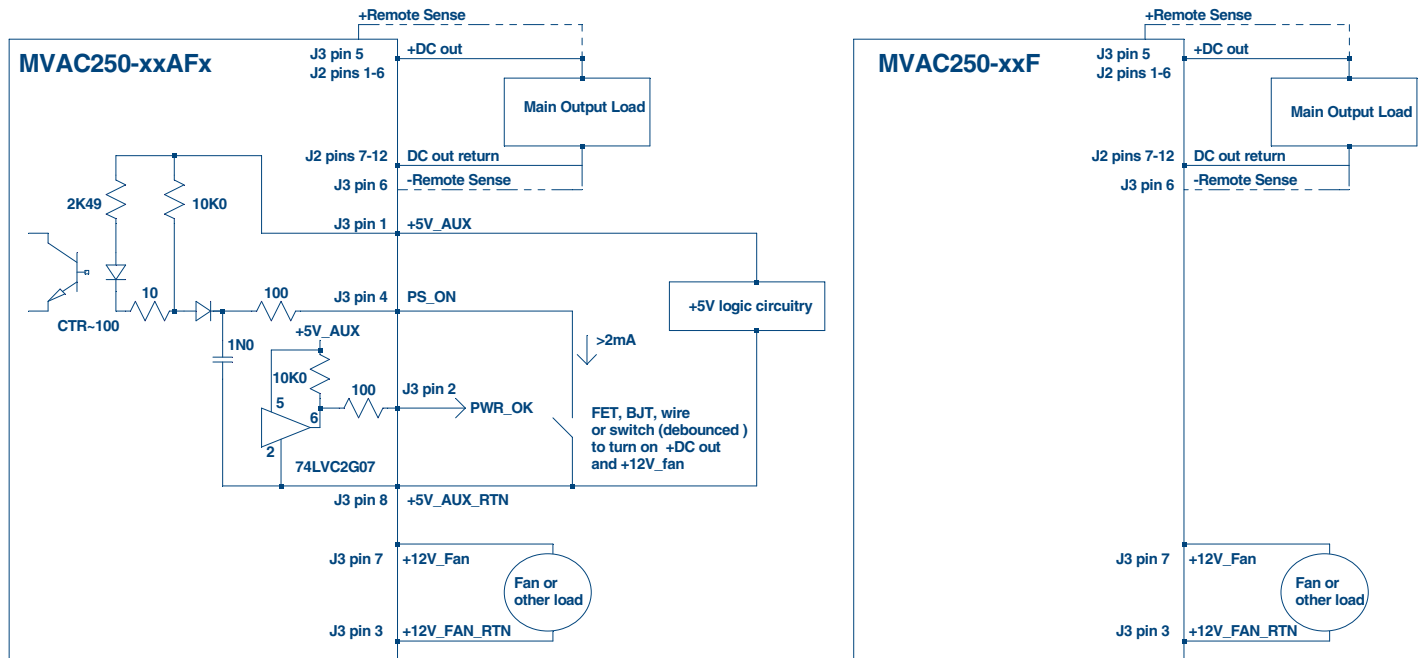 +Remote Sense
MVAC250-xxAFx
J3 pin 5
+DC out
J2 pins 1-6
Main Output Load
J2 pins 7-12
DC out return
J3 pin 6
-Remote Sense
2K49
10K0
J3 pin 1
+5V_AUX
10
100
J3 pin 4
PS_ON
+5V logic circuitry
CTR~100
1N0
+5V_AUX
>2mA
10K0
100
J3 pin 2
PWR_OK
5
6
2
74LVC2G07
FET, BJT, wire
or switch (debounced )
to turn on +DC out
and +12V_fan
J3 pin 8
+5V_AUX_RTN
J3 pin 7
+12V_Fan
Fan or
other load
J3 pin 3
+12V_FAN_RTN
+Remote Sense
MVAC250-xxF
J3 pin 5
+DC out
J2 pins 1-6
Main Output Load
J2 pins 7-12
DC out return
J3 pin 6
-Remote Sense
J3 pin 7
+12V_Fan
Fan or
other load
J3 pin 3
+12V_FAN_RTN